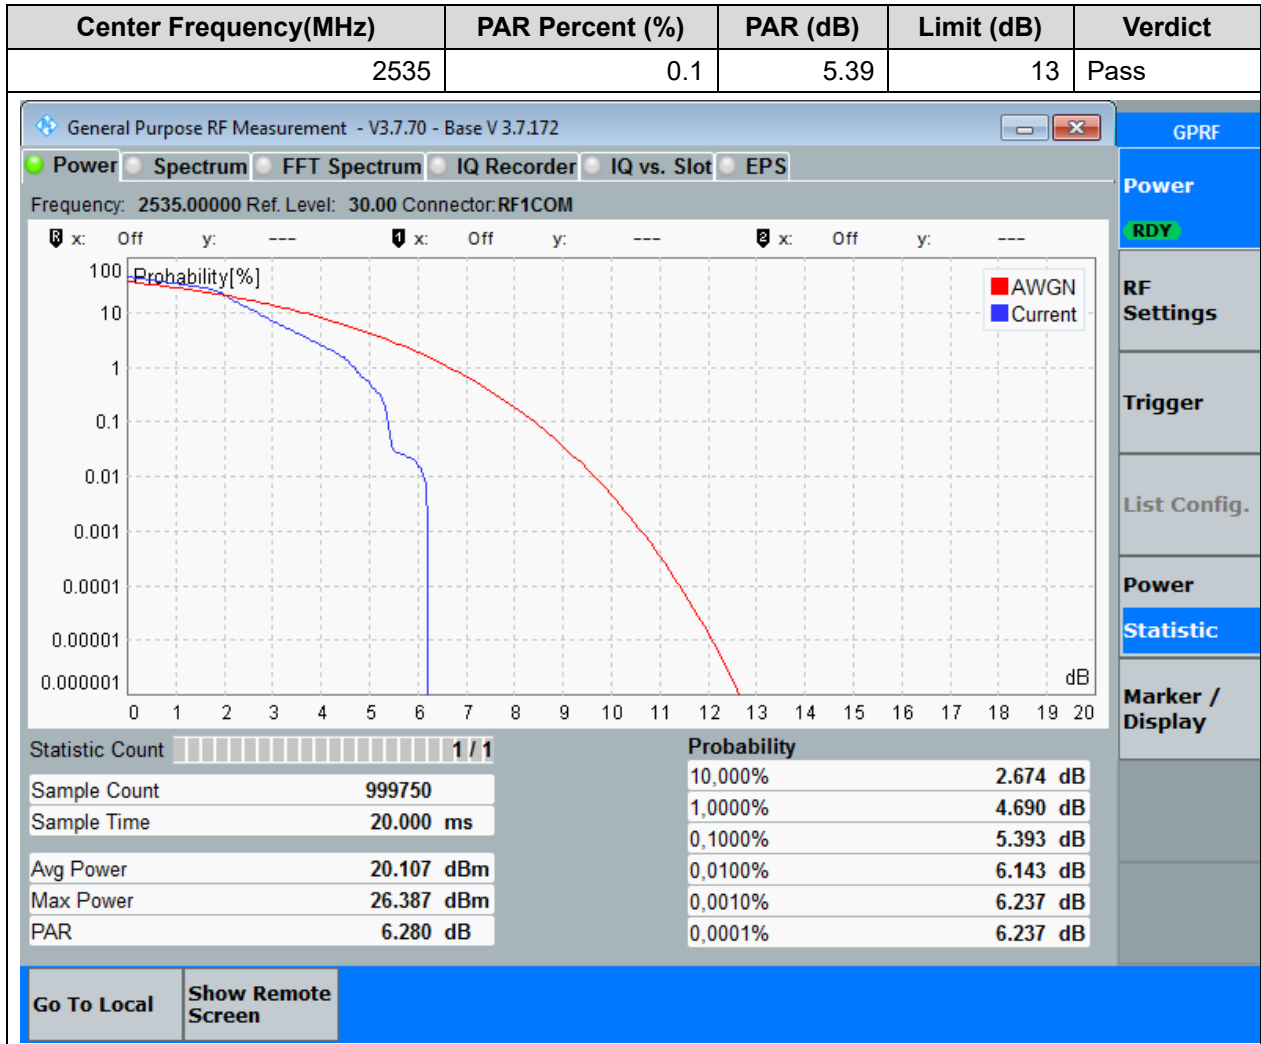 Center Frequency(MHz) PAR Percent (%) PAR (dB) Limit (dB) Verdict
2535 0.1 5.39 13 Pass
General Purpose RF Measurement - V3.7.70 - Base V 3.7.172
GPRF
Power Spectrum FFT Spectrum IQ Recorder IQ vs. Slot EPS
Power
RDY
Frequency: 2535.00000 Ref. Level: 30.00 Connector: RF1COM
R x: Off y: --- 1 x: Off y: --- 2 x: Off y: ---
Probability[%]
AWGN
Current
100
10
1
0.1
0.01
0.001
0.0001
0.00001
0.000001
dB
0 1 2 3 4 5 6 7 8 9 10 11 12 13 14 15 16 17 18 19 20
RF
Settings
Trigger
List Config.
Power
Statistic
Marker /
Display
Statistic Count 1 / 1
Sample Count 999750
Sample Time 20.000 ms
Avg Power 20.107 dBm
Max Power 26.387 dBm
PAR 6.280 dB
Probability
10,000% 2.674 dB
1,0000% 4.690 dB
0,1000% 5.393 dB
0,0100% 6.143 dB
0,0010% 6.237 dB
0,0001% 6.237 dB
Go To Local
Show Remote
Screen